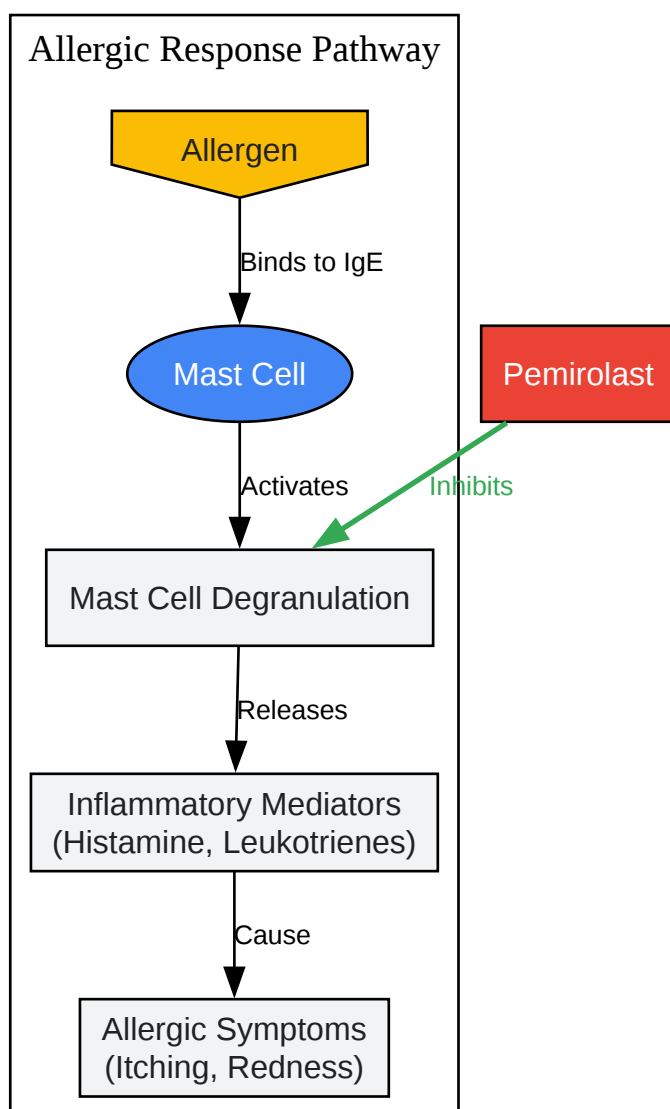 Allergic Response Pathway
Allergen
Binds to IgE
Mast Cell
Pemirolast
Activates
Inhibits
Mast Cell Degranulation
Releases
Inflammatory Mediators
(Histamine, Leukotrienes)
Cause
Allergic Symptoms
(Itching, Redness)